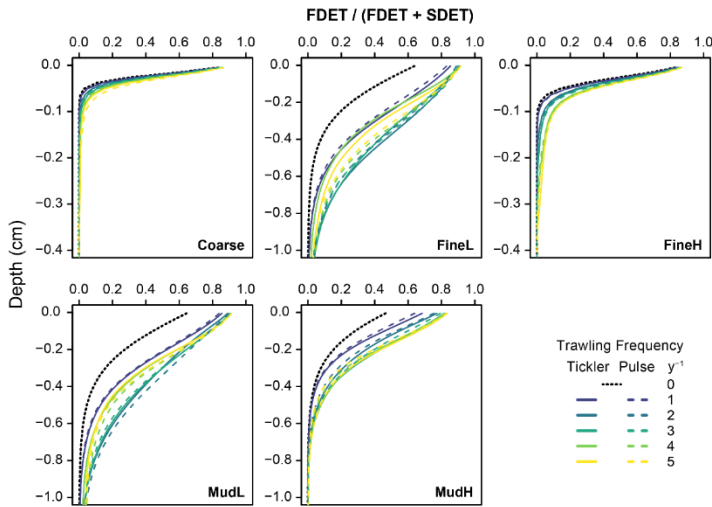 FDET / (FDET + SDET)
0.0 0.2 0.4 0.6 0.8 1.0
0.0 0.2 0.4 0.6 0.8 1.0
0.0 0.2 0.4 0.6 0.8 1.0
0.0
−0.1
−0.2
−0.3
−0.4
Coarse
0.0
−0.2
−0.4
−0.6
−0.8
−1.0
FineL
0.0
−0.1
−0.2
−0.3
−0.4
FineH
Depth (cm)
0.0 0.2 0.4 0.6 0.8 1.0
0.0 0.2 0.4 0.6 0.8 1.0
0.0
−0.2
−0.4
−0.6
−0.8
−1.0
MudL
0.0
−0.2
−0.4
−0.6
−0.8
−1.0
MudH
Trawling Frequency
Tickler Pulse y⁻¹
0
1
2
3
4
5